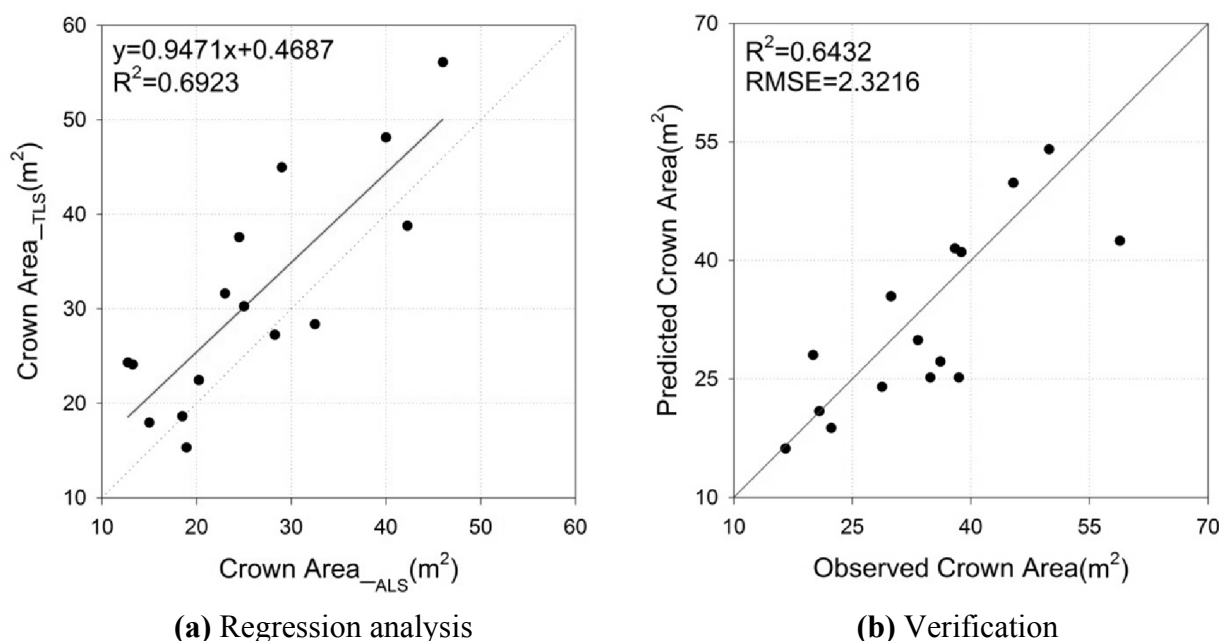 60
50
40
30
20
10
y=0.9471x+0.4687
R²=0.6923
Crown Area_TLS(m²)
10 20 30 40 50 60
Crown Area_ALS(m²)
(a) Regression analysis
70
55
40
25
10
R²=0.6432
RMSE=2.3216
Predicted Crown Area(m²)
10 25 40 55 70
Observed Crown Area(m²)
(b) Verification